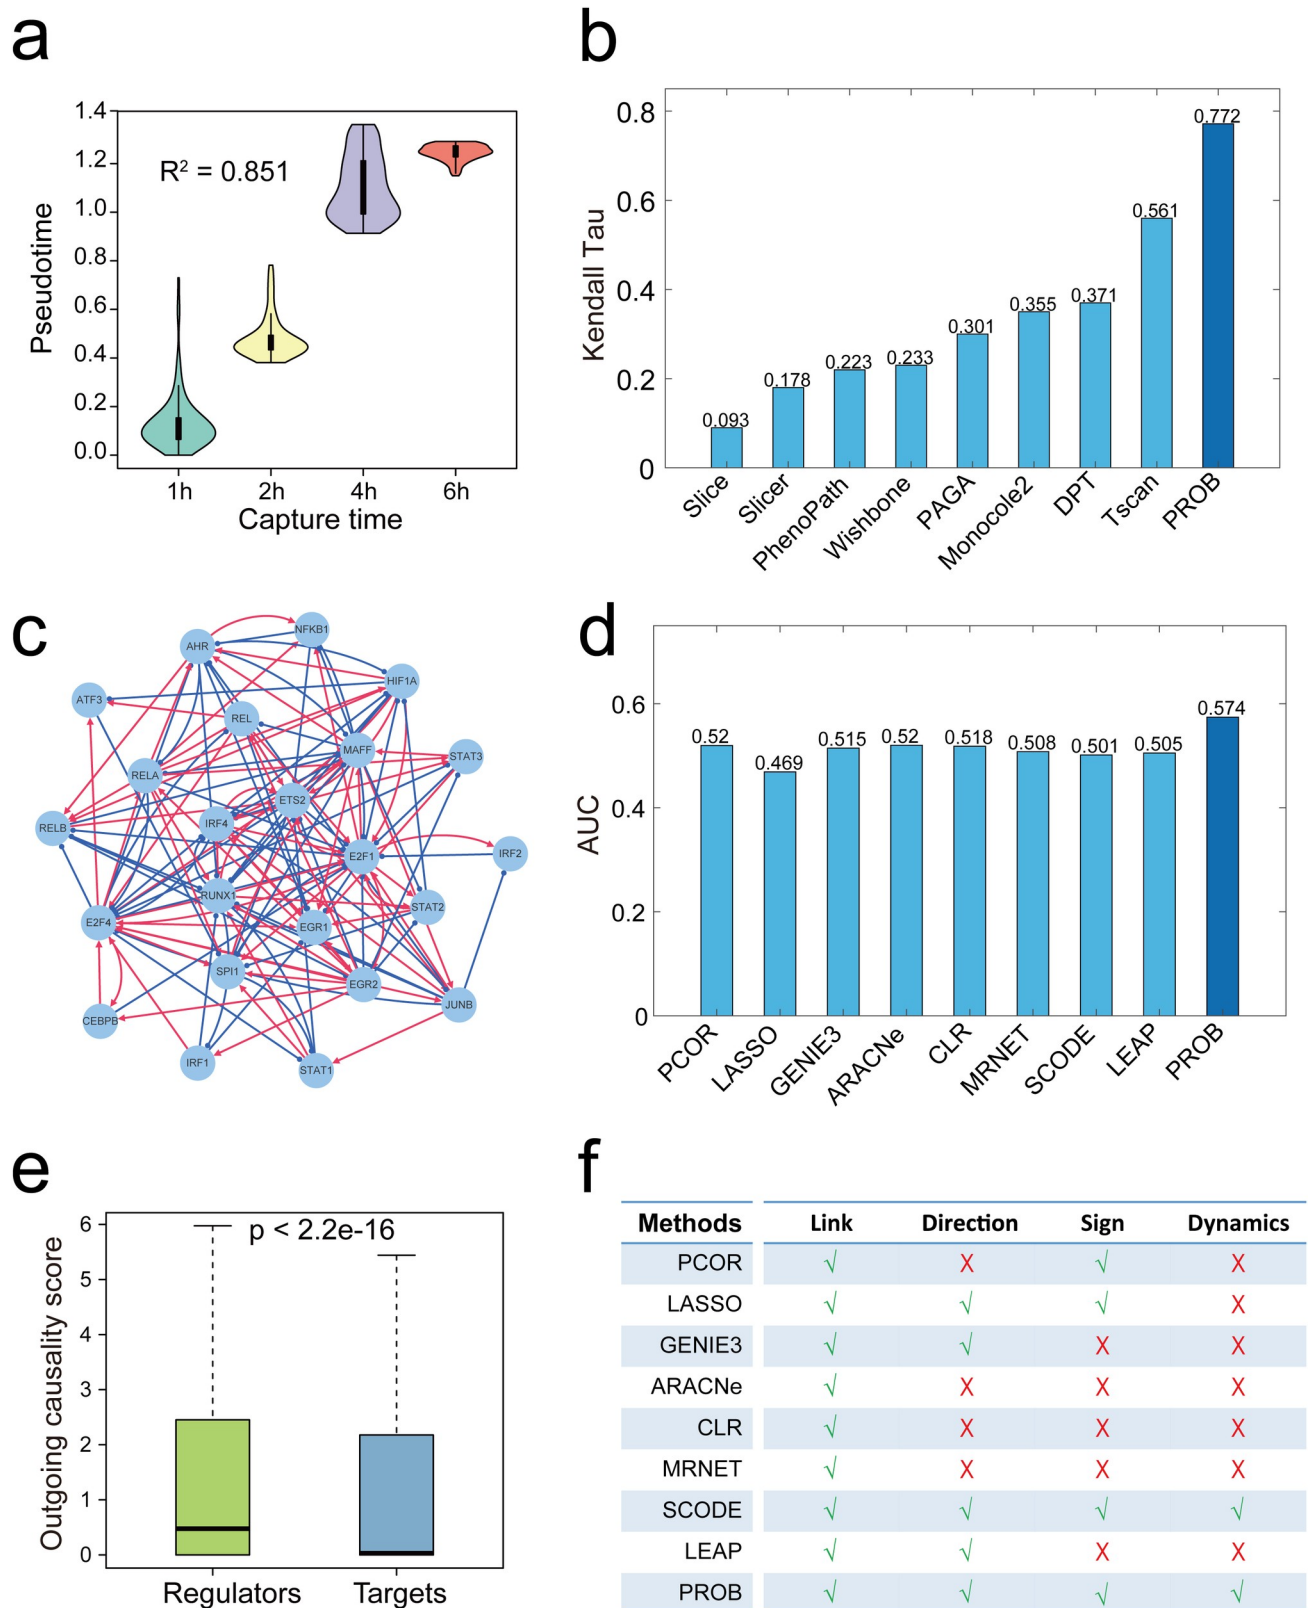 a
1.4
1.2
1.0
0.8
0.6
0.4
0.2
0.0
Pseudotime
R² = 0.851
1h 2h 4h 6h
Capture time
b
0.8
0.6
0.4
0.2
0
Kendall Tau
0.093
0.178
0.223
0.233
0.301
0.355
0.371
0.561
0.772
Slice
Slicer
PhenoPath
Wishbone
PAGA
Monocole2
DPT
Tscan
PROB
c
NFKB1
AHR
HIF1A
ATF3
REL
MAFF
STAT3
RELA
ETS2
IRF4
RELB
E2F1
IRF2
RUNX1
STAT2
E2F4
EGR1
SPI1
EGR2
JUNB
CEBPB
IRF1
STAT1
d
0.6
0.4
0.2
0
AUC
0.52
0.469
0.515
0.52
0.518
0.508
0.501
0.505
0.574
PCOR
LASSO
GENIE3
ARACNe
CLR
MRNET
SCODE
LEAP
PROB
e
6
5
4
3
2
1
0
Outgoing causality score
p < 2.2e-16
Regulators Targets
f
Methods Link Direction Sign Dynamics
PCOR √ X √ X
LASSO √ √ √ X
GENIE3 √ √ X X
ARACNe √ X X X
CLR √ X X X
MRNET √ X X X
SCODE √ √ √ √
LEAP √ √ X X
PROB √ √ √ √